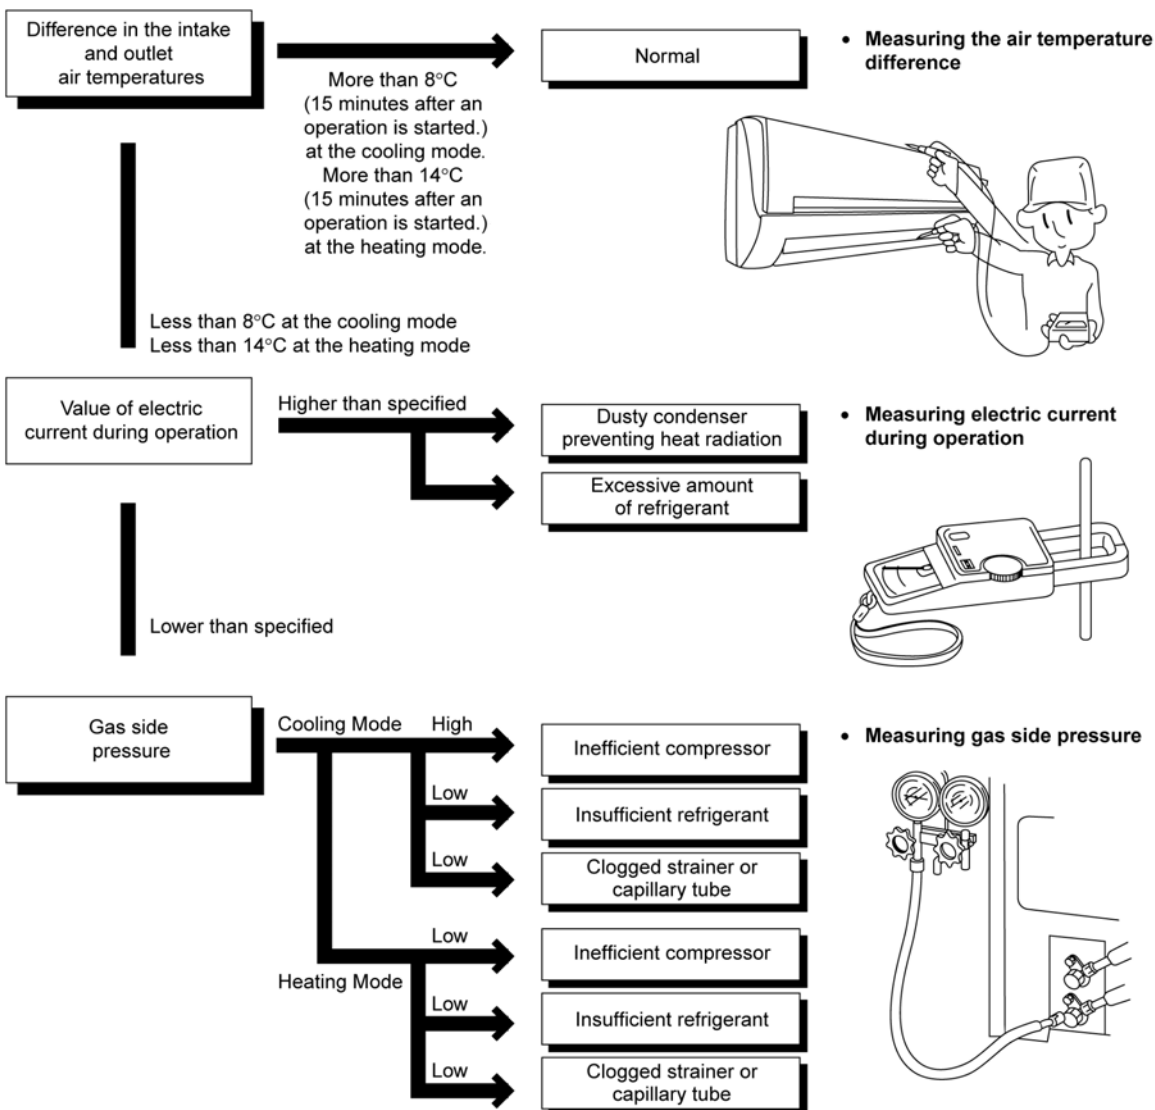 Difference in the intake
and outlet
air temperatures
More than 8°C
(15 minutes after an
operation is started.)
at the cooling mode.
More than 14°C
(15 minutes after an
operation is started.)
at the heating mode.
Normal
• Measuring the air temperature
difference
Less than 8°C at the cooling mode
Less than 14°C at the heating mode
Value of electric
current during operation
Higher than specified
Dusty condenser
preventing heat radiation
Excessive amount
of refrigerant
• Measuring electric current
during operation
Lower than specified
Gas side
pressure
Cooling Mode
High
Inefficient compressor
Low
Insufficient refrigerant
Low
Clogged strainer or
capillary tube
Heating Mode
Low
Inefficient compressor
Low
Insufficient refrigerant
Low
Clogged strainer or
capillary tube
• Measuring gas side pressure